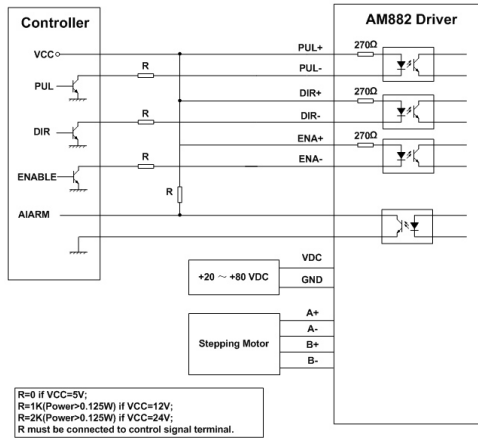 Controller
AM882 Driver
VCC
PUL+
270Ω
R
PUL-
PUL
DIR+
270Ω
R
DIR-
DIR
ENA+
270Ω
R
ENA-
ENABLE
R
AlARM
VDC
+20 ~ +80 VDC
GND
A+
A-
Stepping Motor
B+
B-
R=0 if VCC=5V;
R=1K(Power>0.125W) if VCC=12V;
R=2K(Power>0.125W) if VCC=24V;
R must be connected to control signal terminal.